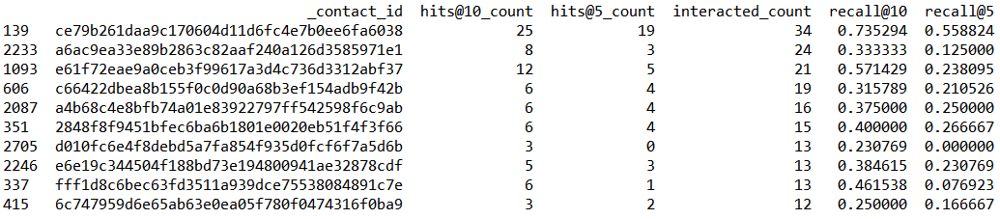 _contact_id hits@10_count hits@5_count interacted_count recall@10 recall@5
139 ce79b261daa9c170604d11d6fc4e7b0ee6fa6038 25 19 34 0.735294 0.558824
2233 a6ac9ea33e89b2863c82aaf240a126d3585971e1 8 3 24 0.333333 0.125000
1093 e61f72eae9a0ceb3f99617a3d4c736d3312abf37 12 5 21 0.571429 0.238095
606 c66422dbea8b155f0c0d90a68b3ef154adb9f42b 6 4 19 0.315789 0.210526
2087 a4b68c4e8bfb74a01e83922797ff542598f6c9ab 6 4 16 0.375000 0.250000
351 2848f8f9451bfec6ba6b1801e0020eb51f4f3f66 6 4 15 0.400000 0.266667
2705 d010fc6e4f8debd5a7fa854f935d0fcf6f7a5d6b 3 0 13 0.230769 0.000000
2246 e6e19c344504f188bd73e194800941ae32878cdf 5 3 13 0.384615 0.230769
337 fff1d8c6bec63fd3511a939dce75538084891c7e 6 1 13 0.461538 0.076923
415 6c747959d6e65ab63e0ea05f780f0474316f0ba9 3 2 12 0.250000 0.166667